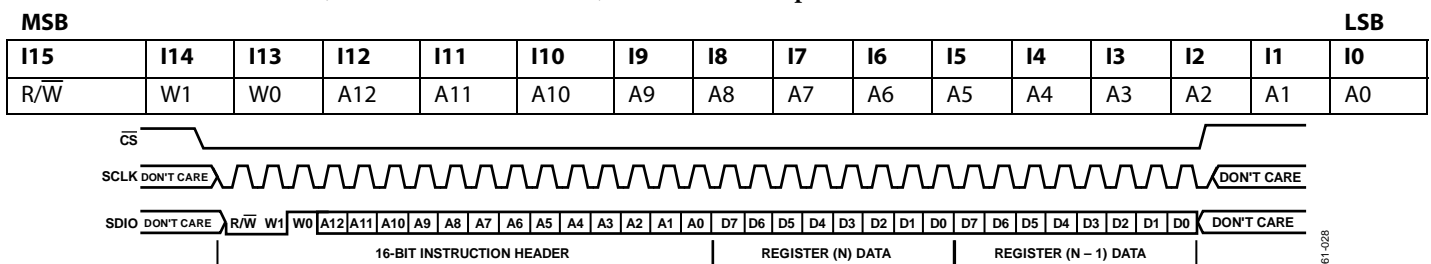 MSB LSB
I15 I14 I13 I12 I11 I10 I9 I8 I7 I6 I5 I4 I3 I2 I1 I0
R/W̅ W1 W0 A12 A11 A10 A9 A8 A7 A6 A5 A4 A3 A2 A1 A0
C̅S̅
SCLK DON'T CARE DON'T CARE
SDIO DON'T CARE R/W̅ W1 W0 A12 A11 A10 A9 A8 A7 A6 A5 A4 A3 A2 A1 A0 D7 D6 D5 D4 D3 D2 D1 D0 D7 D6 D5 D4 D3 D2 D1 D0 DON'T CARE
16-BIT INSTRUCTION HEADER REGISTER (N) DATA REGISTER (N – 1) DATA
61-028